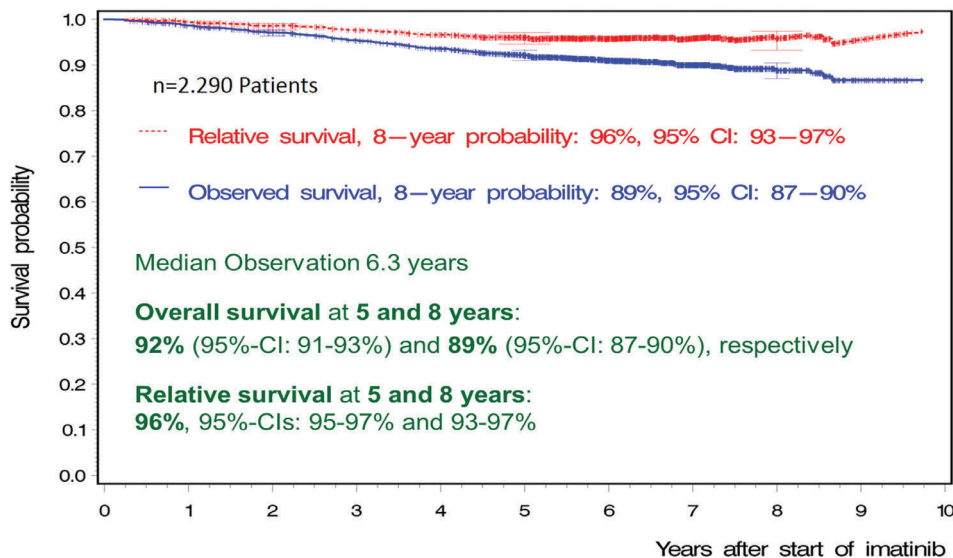 Survival probability
1.0
0.9
0.8
0.7
0.6
0.5
0.4
0.3
0.2
0.1
0.0
n=2.290 Patients
Relative survival, 8–year probability: 96%, 95% CI: 93–97%
Observed survival, 8–year probability: 89%, 95% CI: 87–90%
Median Observation 6.3 years
Overall survival at 5 and 8 years:
92% (95%-CI: 91-93%) and 89% (95%-CI: 87-90%), respectively
Relative survival at 5 and 8 years:
96%, 95%-CIs: 95-97% and 93-97%
0 1 2 3 4 5 6 7 8 9 10
Years after start of imatinib